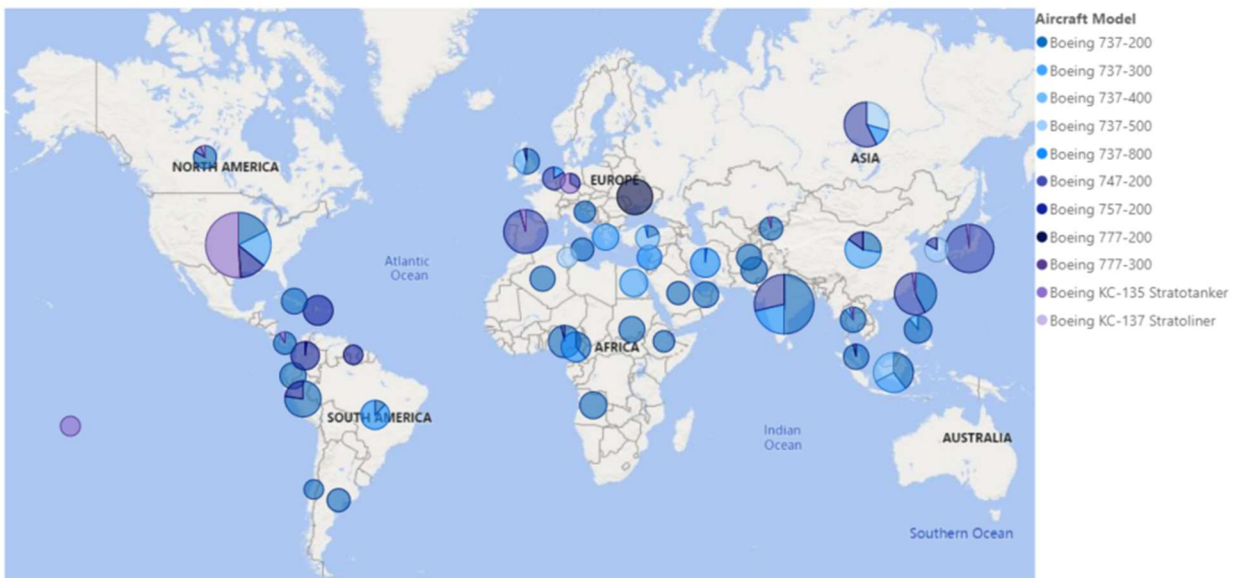 Aircraft Model
Boeing 737-200
Boeing 737-300
Boeing 737-400
Boeing 737-500
Boeing 737-800
Boeing 747-200
Boeing 757-200
Boeing 777-200
Boeing 777-300
Boeing KC-135 Stratotanker
Boeing KC-137 Stratoliner
NORTH AMERICA
ASIA
EUROPE
Atlantic
Ocean
AFRICA
SOUTH AMERICA
Indian
Ocean
AUSTRALIA
Southern Ocean